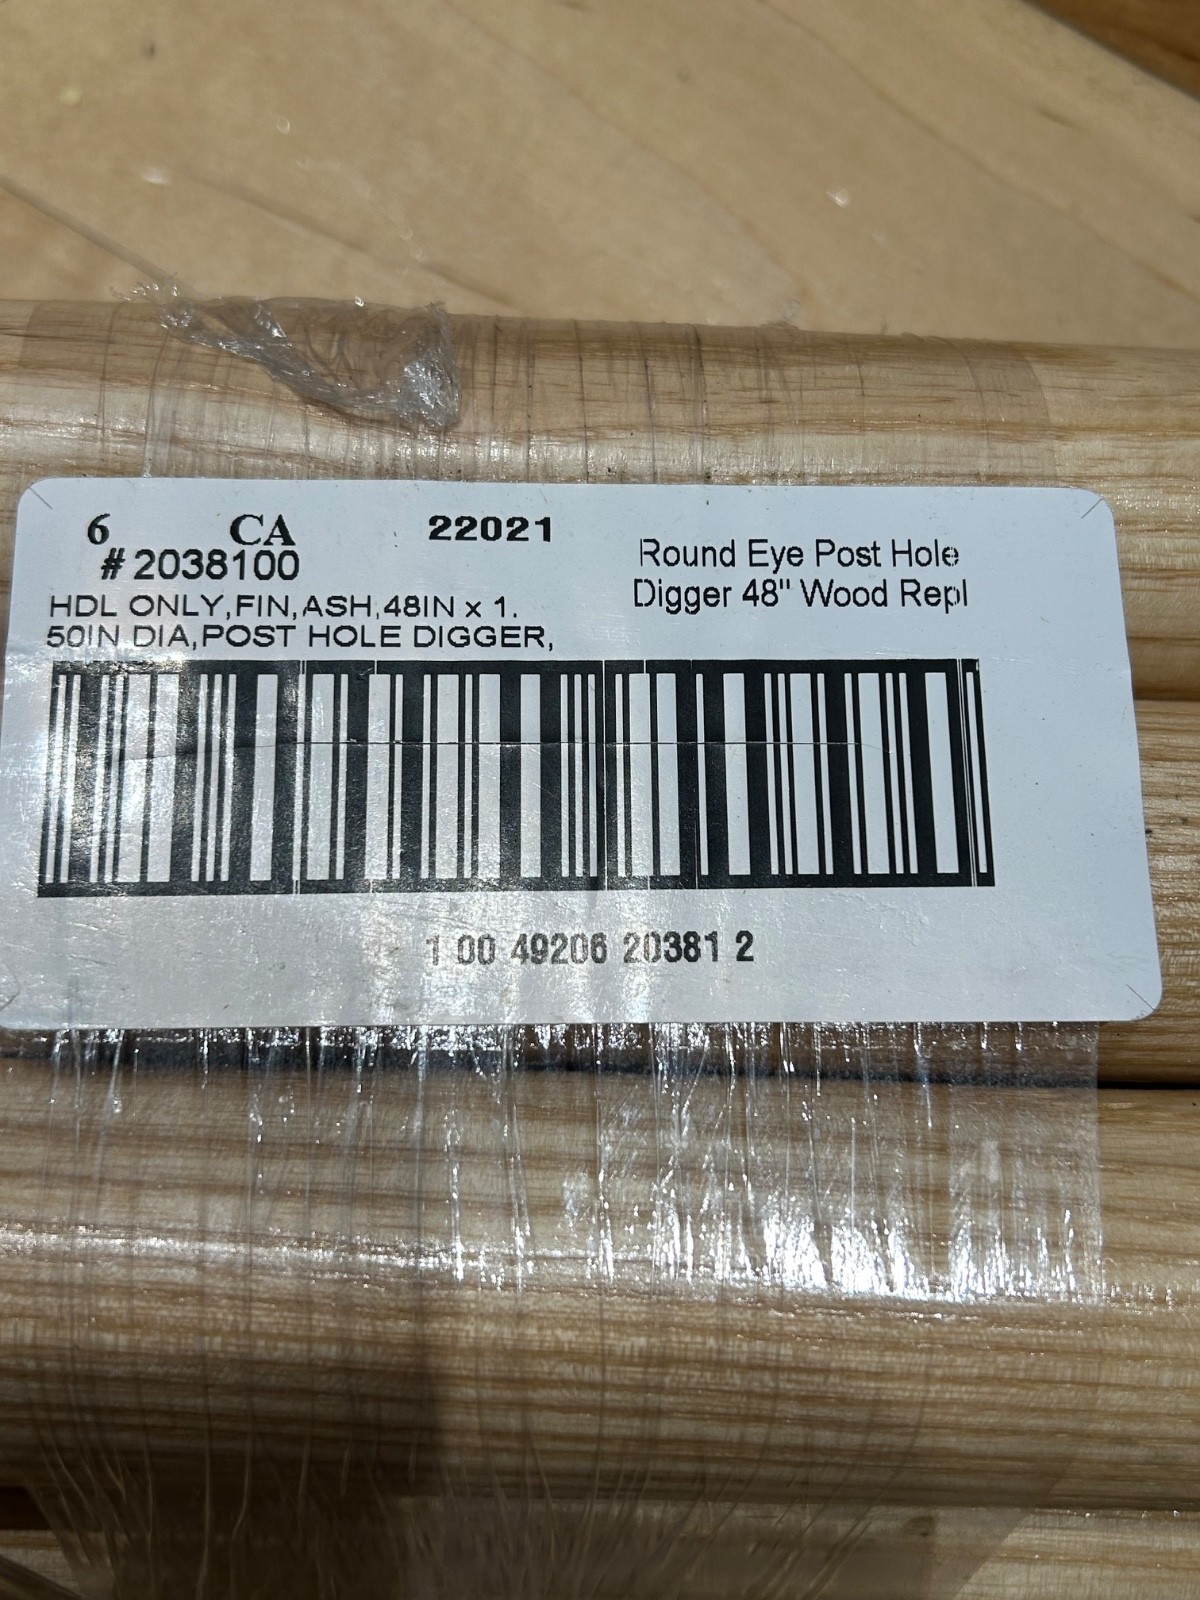 6 CA 22021
#2038100
HDL ONLY,FIN,ASH,48IN x 1.
50IN DIA,POST HOLE DIGGER,
Round Eye Post Hole
Digger 48" Wood Repl
1 00 49206 20381 2